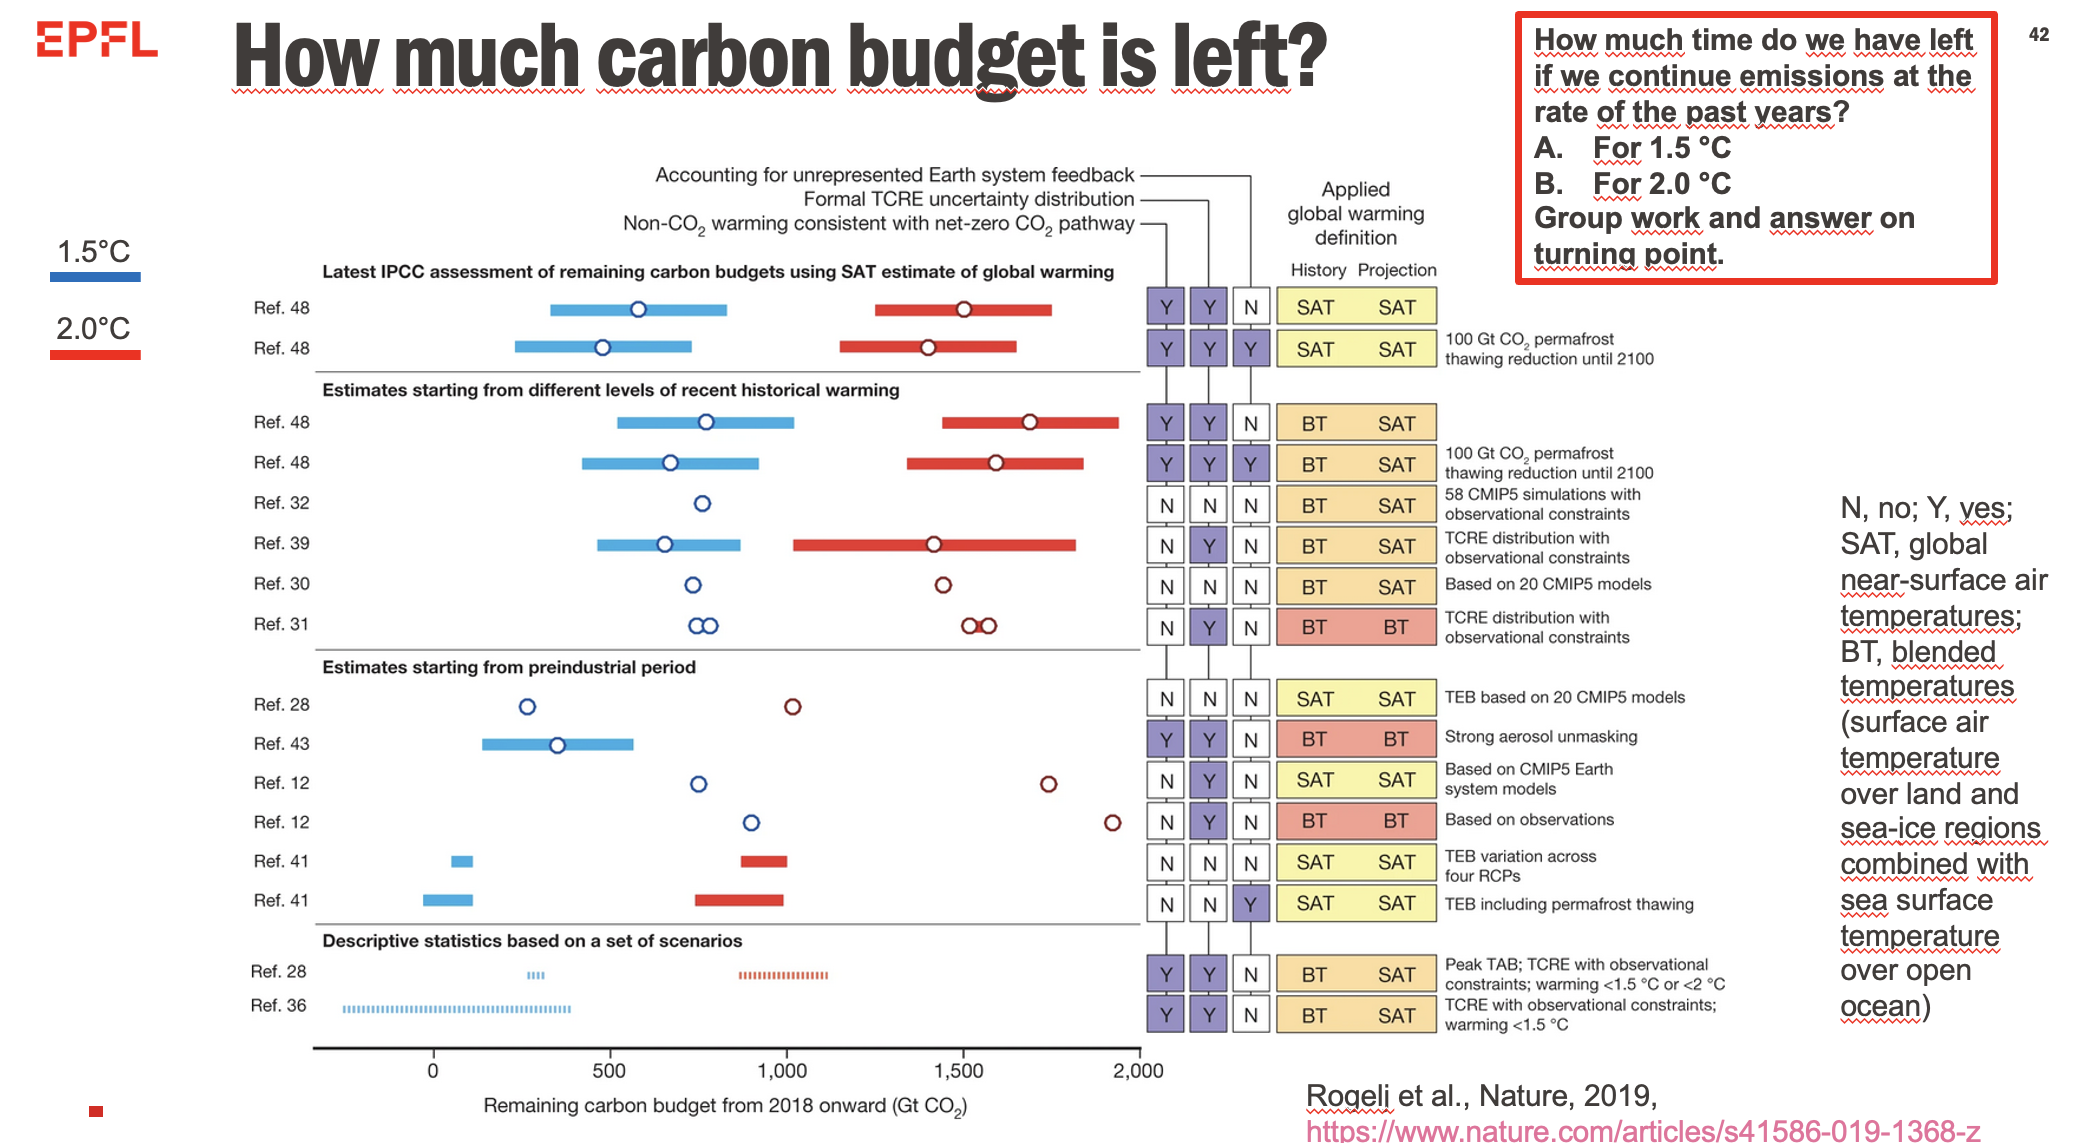 EPFL
How much carbon budget is left?
42
How much time do we have left
if we continue emissions at the
rate of the past years?
A. For 1.5 °C
B. For 2.0 °C
Group work and answer on
turning point.
1.5°C
2.0°C
Accounting for unrepresented Earth system feedback
Formal TCRE uncertainty distribution
Non-CO₂ warming consistent with net-zero CO₂ pathway
Applied
global warming
definition
History Projection
Latest IPCC assessment of remaining carbon budgets using SAT estimate of global warming
Ref. 48 Y Y N SAT SAT
Ref. 48 Y Y Y SAT SAT 100 Gt CO₂ permafrost
thawing reduction until 2100
Estimates starting from different levels of recent historical warming
Ref. 48 Y Y N BT SAT
Ref. 48 Y Y Y BT SAT 100 Gt CO₂ permafrost
thawing reduction until 2100
Ref. 32 N N N BT SAT 58 CMIP5 simulations with
observational constraints
Ref. 39 N Y N BT SAT TCRE distribution with
observational constraints
Ref. 30 N N N BT SAT Based on 20 CMIP5 models
Ref. 31 N Y N BT BT TCRE distribution with
observational constraints
Estimates starting from preindustrial period
Ref. 28 N N N SAT SAT TEB based on 20 CMIP5 models
Ref. 43 Y Y N BT BT Strong aerosol unmasking
Ref. 12 N Y N SAT SAT Based on CMIP5 Earth
system models
Ref. 12 N Y N BT BT Based on observations
Ref. 41 N N N SAT SAT TEB variation across
four RCPs
Ref. 41 N N Y SAT SAT TEB including permafrost thawing
Descriptive statistics based on a set of scenarios
Ref. 28 Y Y N BT SAT Peak TAB; TCRE with observational
constraints; warming <1.5 °C or <2 °C
Ref. 36 Y Y N BT SAT TCRE with observational constraints;
warming <1.5 °C
0 500 1,000 1,500 2,000
Remaining carbon budget from 2018 onward (Gt CO₂)
N, no; Y, yes;
SAT, global
near-surface air
temperatures;
BT, blended
temperatures
(surface air
temperature
over land and
sea-ice regions
combined with
sea surface
temperature
over open
ocean)
Rogelj et al., Nature, 2019,
https://www.nature.com/articles/s41586-019-1368-z